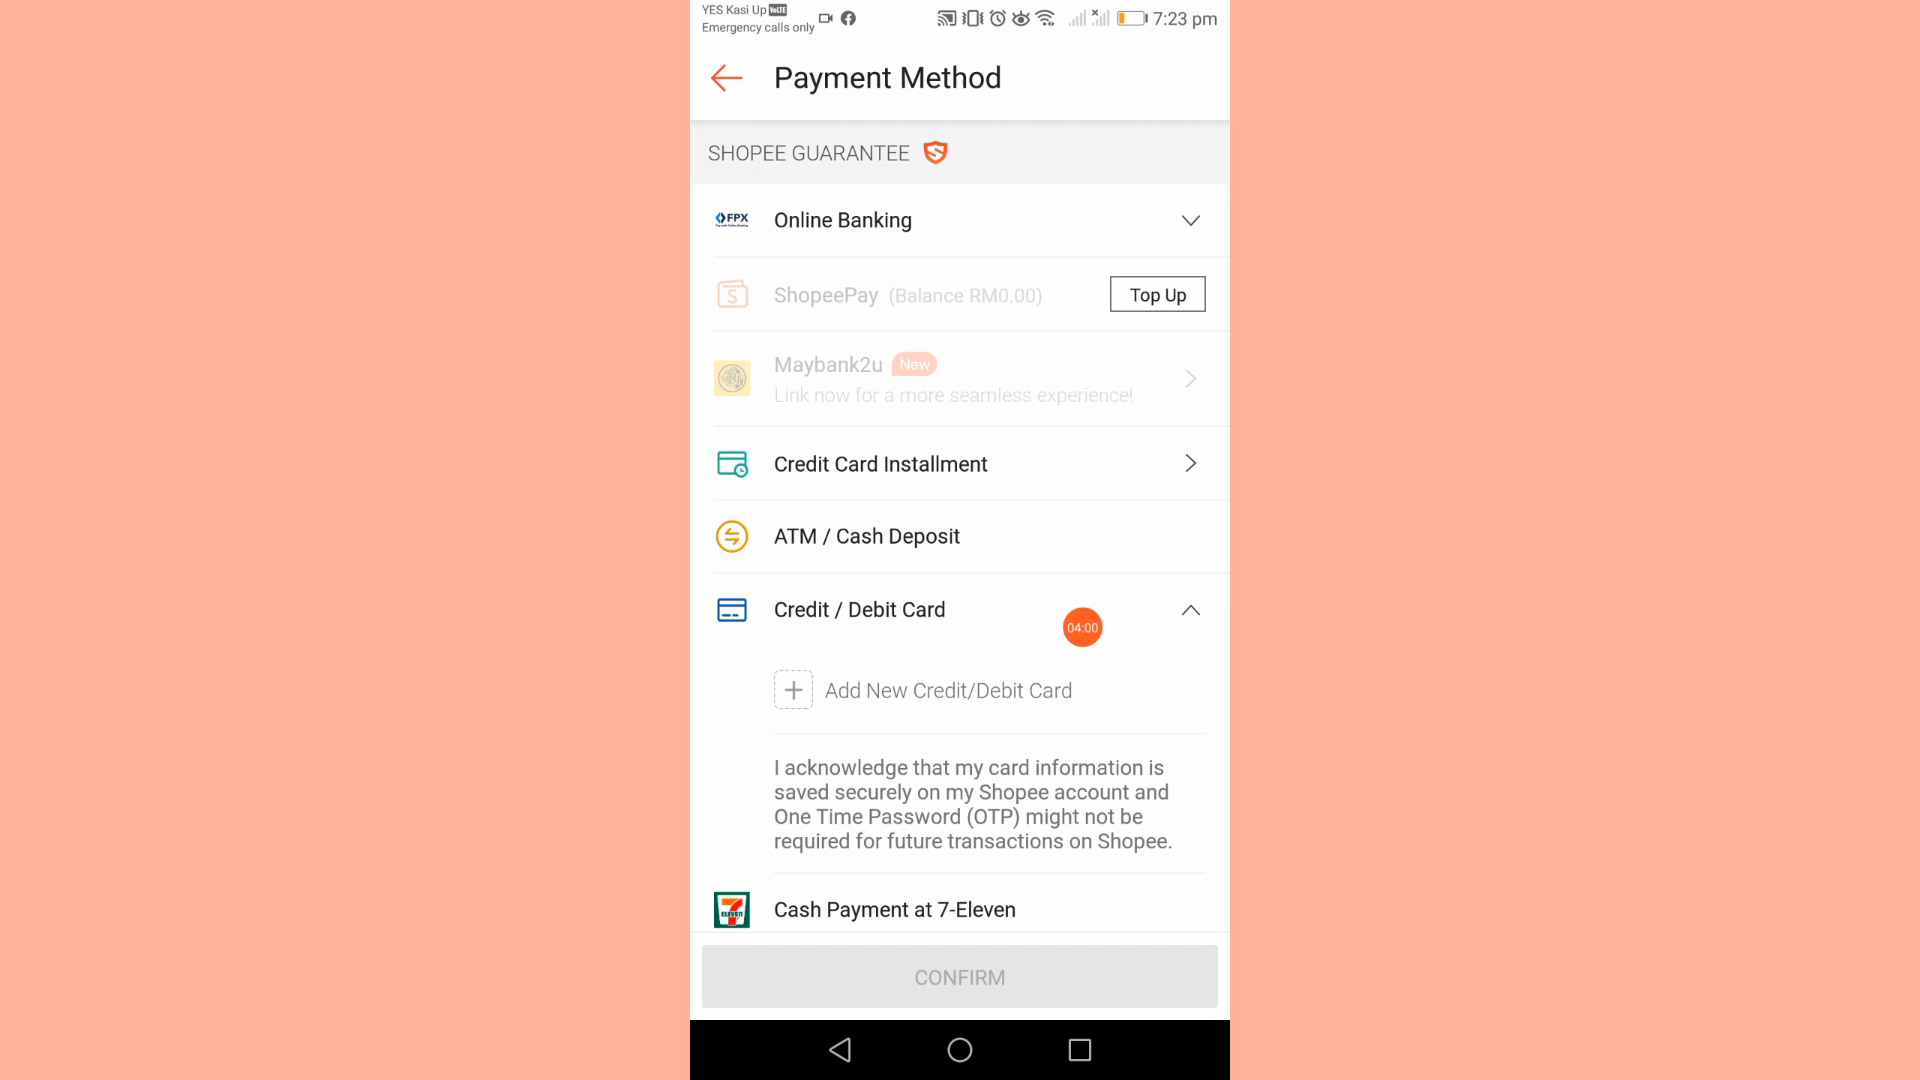 YES Kasi Up VoLTE
Emergency calls only
7:23 pm
Payment Method
SHOPEE GUARANTEE
FPX
Online Banking
ShopeePay (Balance RM0.00)
Top Up
Maybank2u New
Link now for a more seamless experience!
Credit Card Installment
ATM / Cash Deposit
Credit / Debit Card
04:00
Add New Credit/Debit Card
I acknowledge that my card information is
saved securely on my Shopee account and
One Time Password (OTP) might not be
required for future transactions on Shopee.
7 ELEVEN
Cash Payment at 7-Eleven
CONFIRM